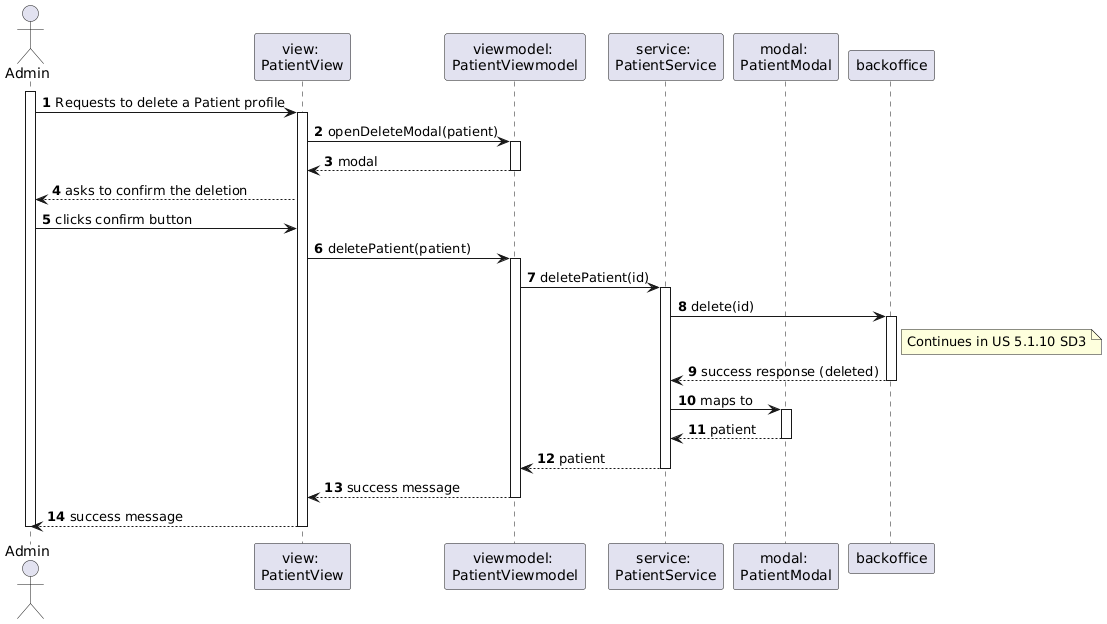 Admin
view:
PatientView
viewmodel:
PatientViewmodel
service:
PatientService
modal:
PatientModal
backoffice
1 Requests to delete a Patient profile
2 openDeleteModal(patient)
3 modal
4 asks to confirm the deletion
5 clicks confirm button
6 deletePatient(patient)
7 deletePatient(id)
8 delete(id)
Continues in US 5.1.10 SD3
9 success response (deleted)
10 maps to
11 patient
12 patient
13 success message
14 success message
Admin
view:
PatientView
viewmodel:
PatientViewmodel
service:
PatientService
modal:
PatientModal
backoffice